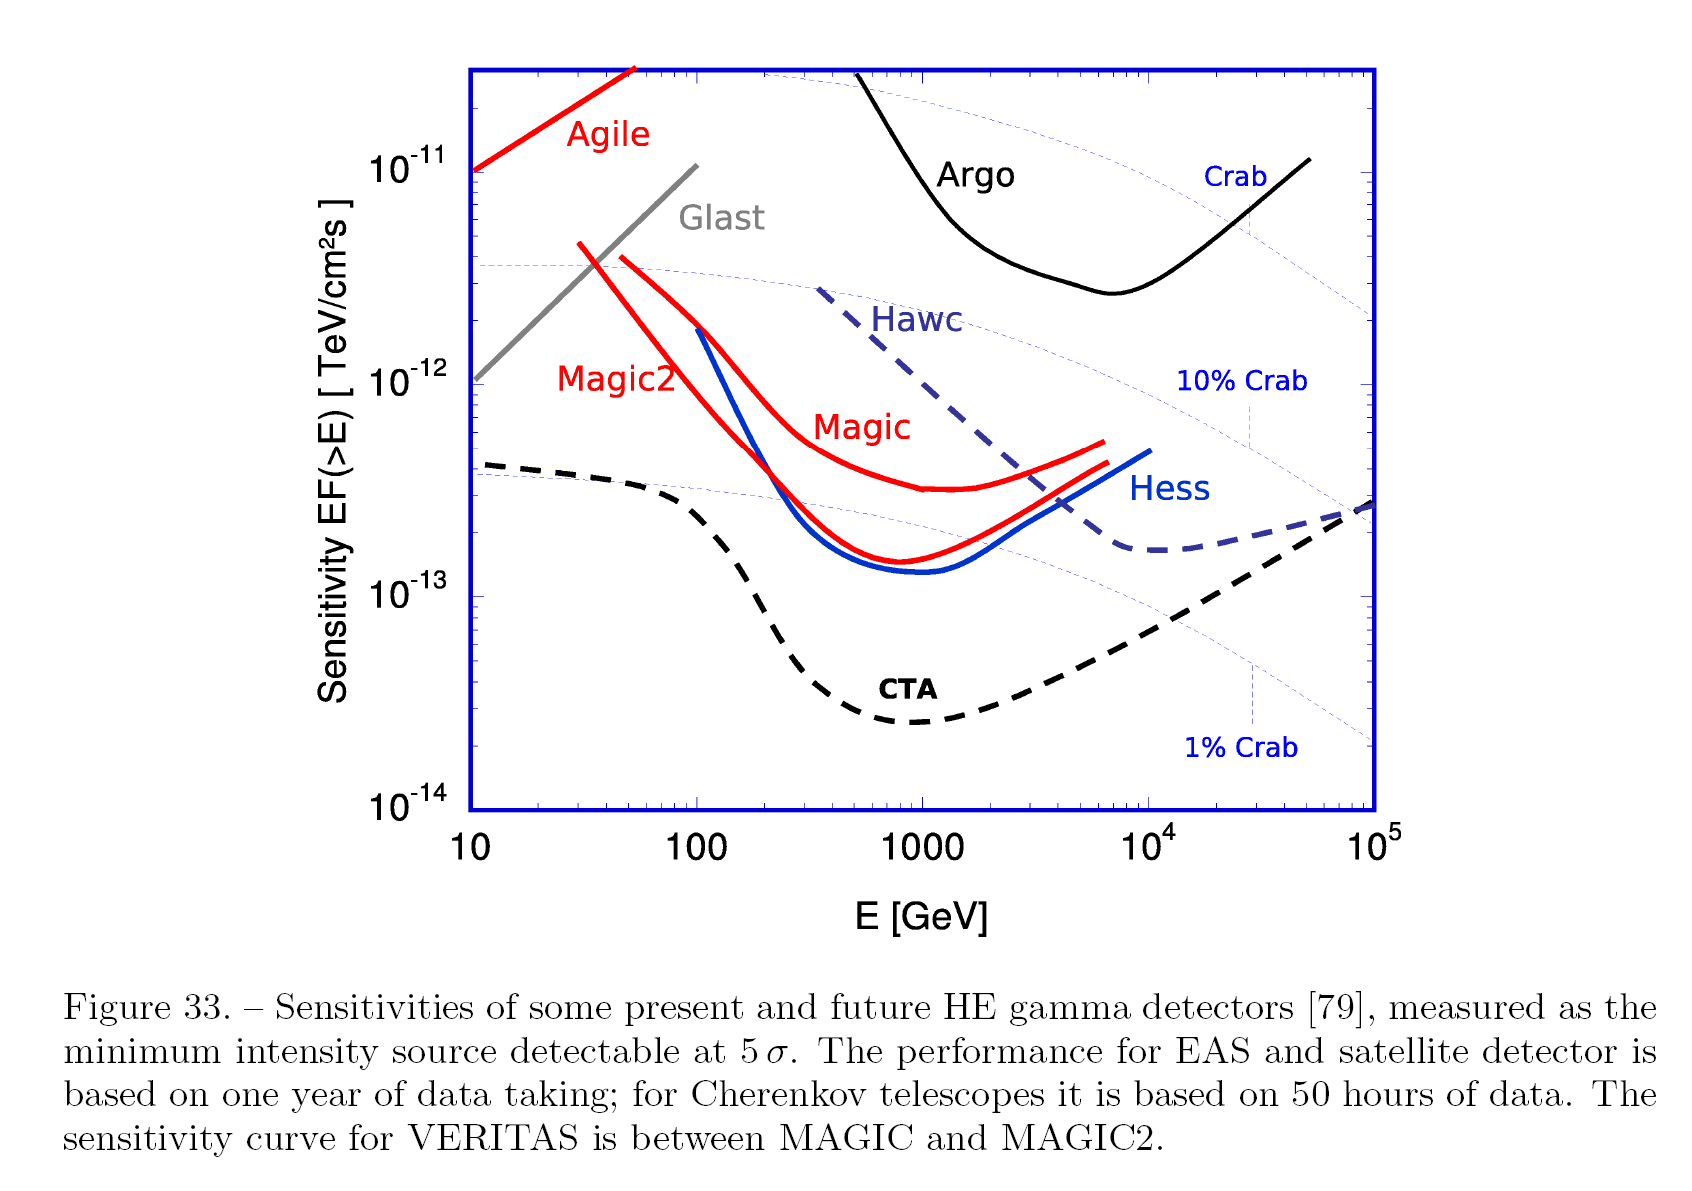 Agile
10-11
Argo
Crab
Glast
Hawc
10-12
Magic2
10% Crab
Magic
Hess
10-13
CTA
1% Crab
10-14
10 100 1000 104 105
E [GeV]
Sensitivity EF(>E) [ TeV/cm2s ]
Figure 33. – Sensitivities of some present and future HE gamma detectors [79], measured as the
minimum intensity source detectable at 5 σ. The performance for EAS and satellite detector is
based on one year of data taking; for Cherenkov telescopes it is based on 50 hours of data. The
sensitivity curve for VERITAS is between MAGIC and MAGIC2.